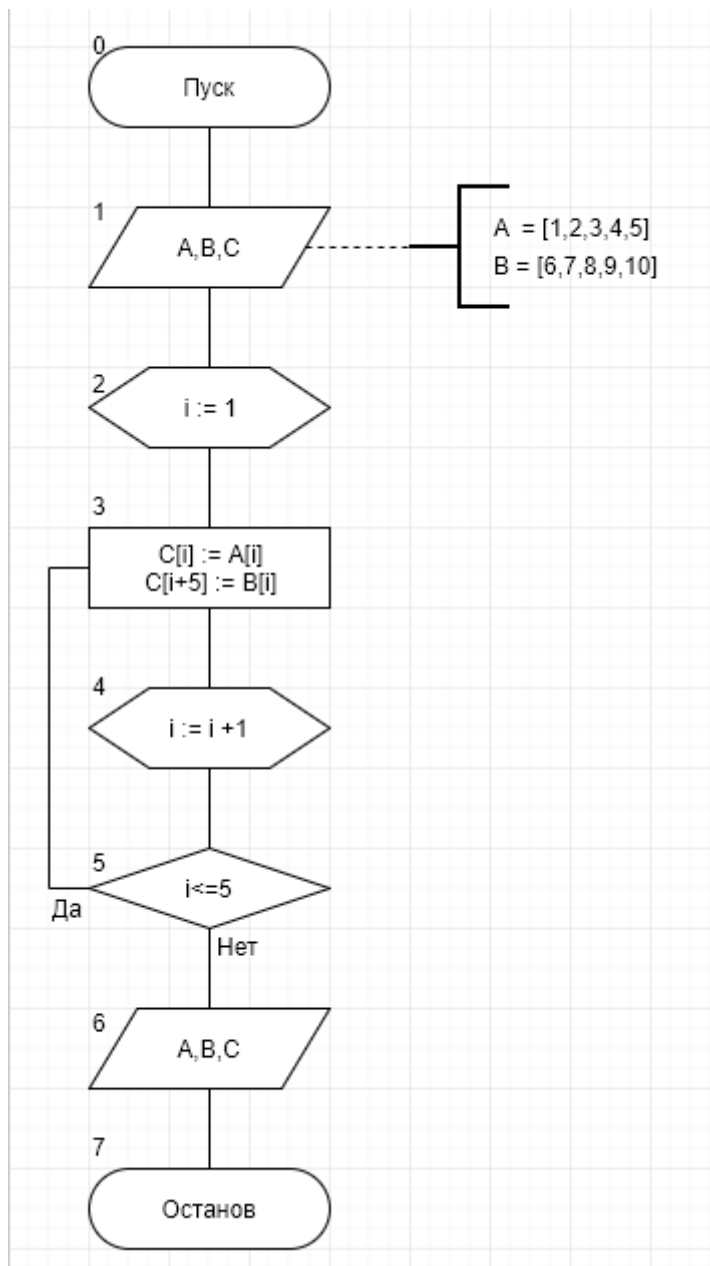 0
Пуск
1
A,B,C
A = [1,2,3,4,5]
B = [6,7,8,9,10]
2
i := 1
3
C[i] := A[i]
C[i+5] := B[i]
4
i := i +1
5
i<=5
Да
Нет
6
A,B,C
7
Останов